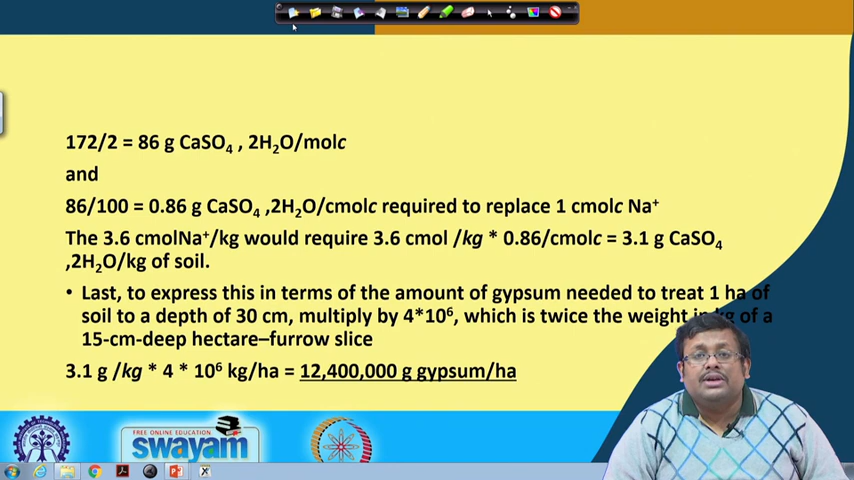 172/2 = 86 g CaSO₄ , 2H₂O/molc
and
86/100 = 0.86 g CaSO₄ ,2H₂O/cmolc required to replace 1 cmolc Na⁺
The 3.6 cmolNa⁺/kg would require 3.6 cmol /kg * 0.86/cmolc = 3.1 g CaSO₄
,2H₂O/kg of soil.
• Last, to express this in terms of the amount of gypsum needed to treat 1 ha of
soil to a depth of 30 cm, multiply by 4*10⁶, which is twice the weight in kg of a
15-cm-deep hectare–furrow slice
3.1 g /kg * 4 * 10⁶ kg/ha = 12,400,000 g gypsum/ha
FREE ONLINE EDUCATION
swayam